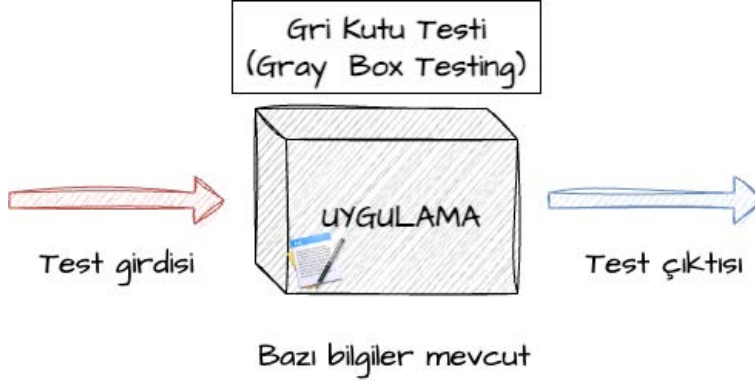 Gri Kutu Testi
(Gray Box Testing)
UYGULAMA
Test girdisi
Test çıktısı
Bazı bilgiler mevcut